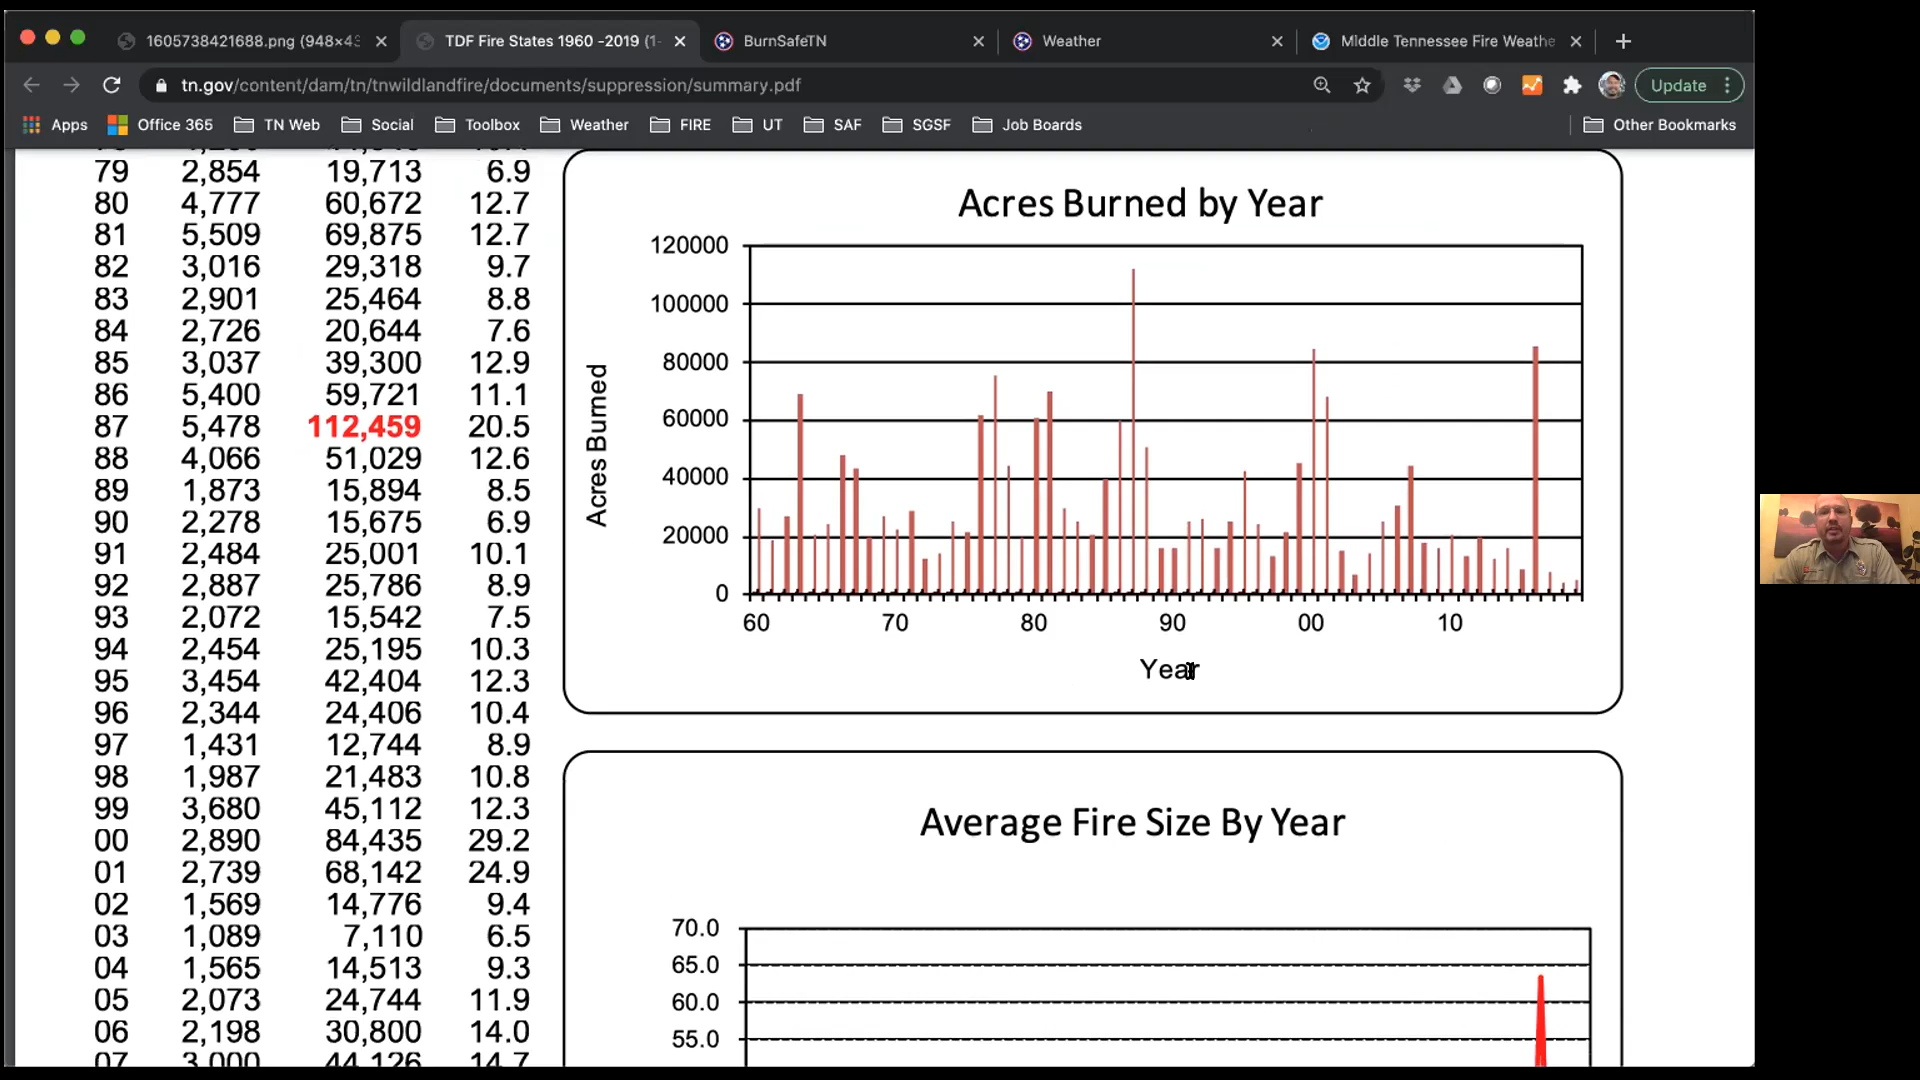 1605738421688.png (948×43
TDF Fire States 1960 -2019 (1-
BurnSafeTN
Weather
Middle Tennessee Fire Weathe
tn.gov/content/dam/tn/tnwildlandfire/documents/suppression/summary.pdf
Update
Apps
Office 365
TN Web
Social
Toolbox
Weather
FIRE
UT
SAF
SGSF
Job Boards
Other Bookmarks
79 2,854 19,713 6.9
80 4,777 60,672 12.7
81 5,509 69,875 12.7
82 3,016 29,318 9.7
83 2,901 25,464 8.8
84 2,726 20,644 7.6
85 3,037 39,300 12.9
86 5,400 59,721 11.1
87 5,478 112,459 20.5
88 4,066 51,029 12.6
89 1,873 15,894 8.5
90 2,278 15,675 6.9
91 2,484 25,001 10.1
92 2,887 25,786 8.9
93 2,072 15,542 7.5
94 2,454 25,195 10.3
95 3,454 42,404 12.3
96 2,344 24,406 10.4
97 1,431 12,744 8.9
98 1,987 21,483 10.8
99 3,680 45,112 12.3
00 2,890 84,435 29.2
01 2,739 68,142 24.9
02 1,569 14,776 9.4
03 1,089 7,110 6.5
04 1,565 14,513 9.3
05 2,073 24,744 11.9
06 2,198 30,800 14.0
07 3,000 44,126 14.7
Acres Burned by Year
120000
100000
80000
60000
40000
20000
0
Acres Burned
60 70 80 90 00 10
Year
Average Fire Size By Year
70.0
65.0
60.0
55.0